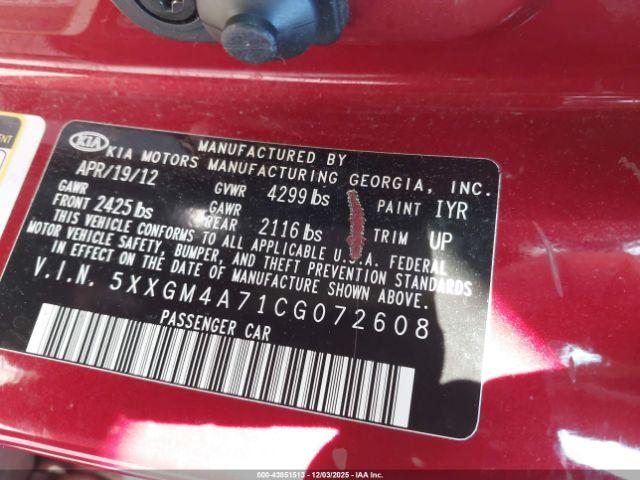 MENT
KIA
MANUFACTURED BY
KIA MOTORS MANUFACTURING GEORGIA, INC.
APR/19/12
GVWR 4299 lbs
PAINT IYR
GAWR FRONT 2425 lbs
GAWR REAR 2116 lbs
TRIM UP
THIS VEHICLE CONFORMS TO ALL APPLICABLE U.S.A. FEDERAL
MOTOR VEHICLE SAFETY, BUMPER, AND THEFT PREVENTION STANDARDS
IN EFFECT ON THE DATE OF MANUFACTURE SHOWN ABOVE.
V.I.N. 5XXGM4A71CG072608
PASSENGER CAR
000-43851513 - 12/03/2025 - IAA Inc.